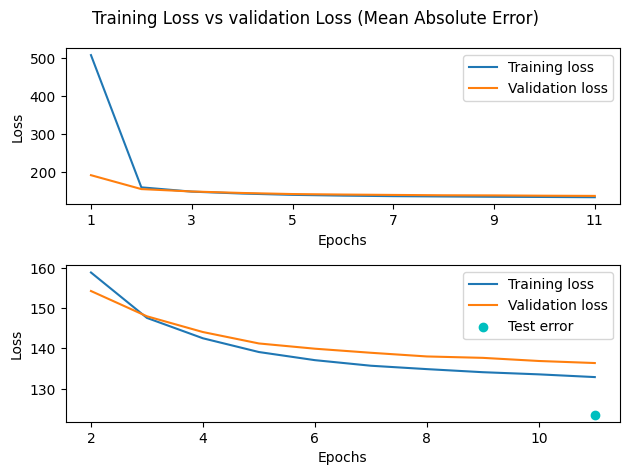 Training Loss vs validation Loss (Mean Absolute Error)
500
400
300
200
Loss
Training loss
Validation loss
1 3 5 7 9 11
Epochs
160
150
140
130
Loss
Training loss
Validation loss
Test error
2 4 6 8 10
Epochs